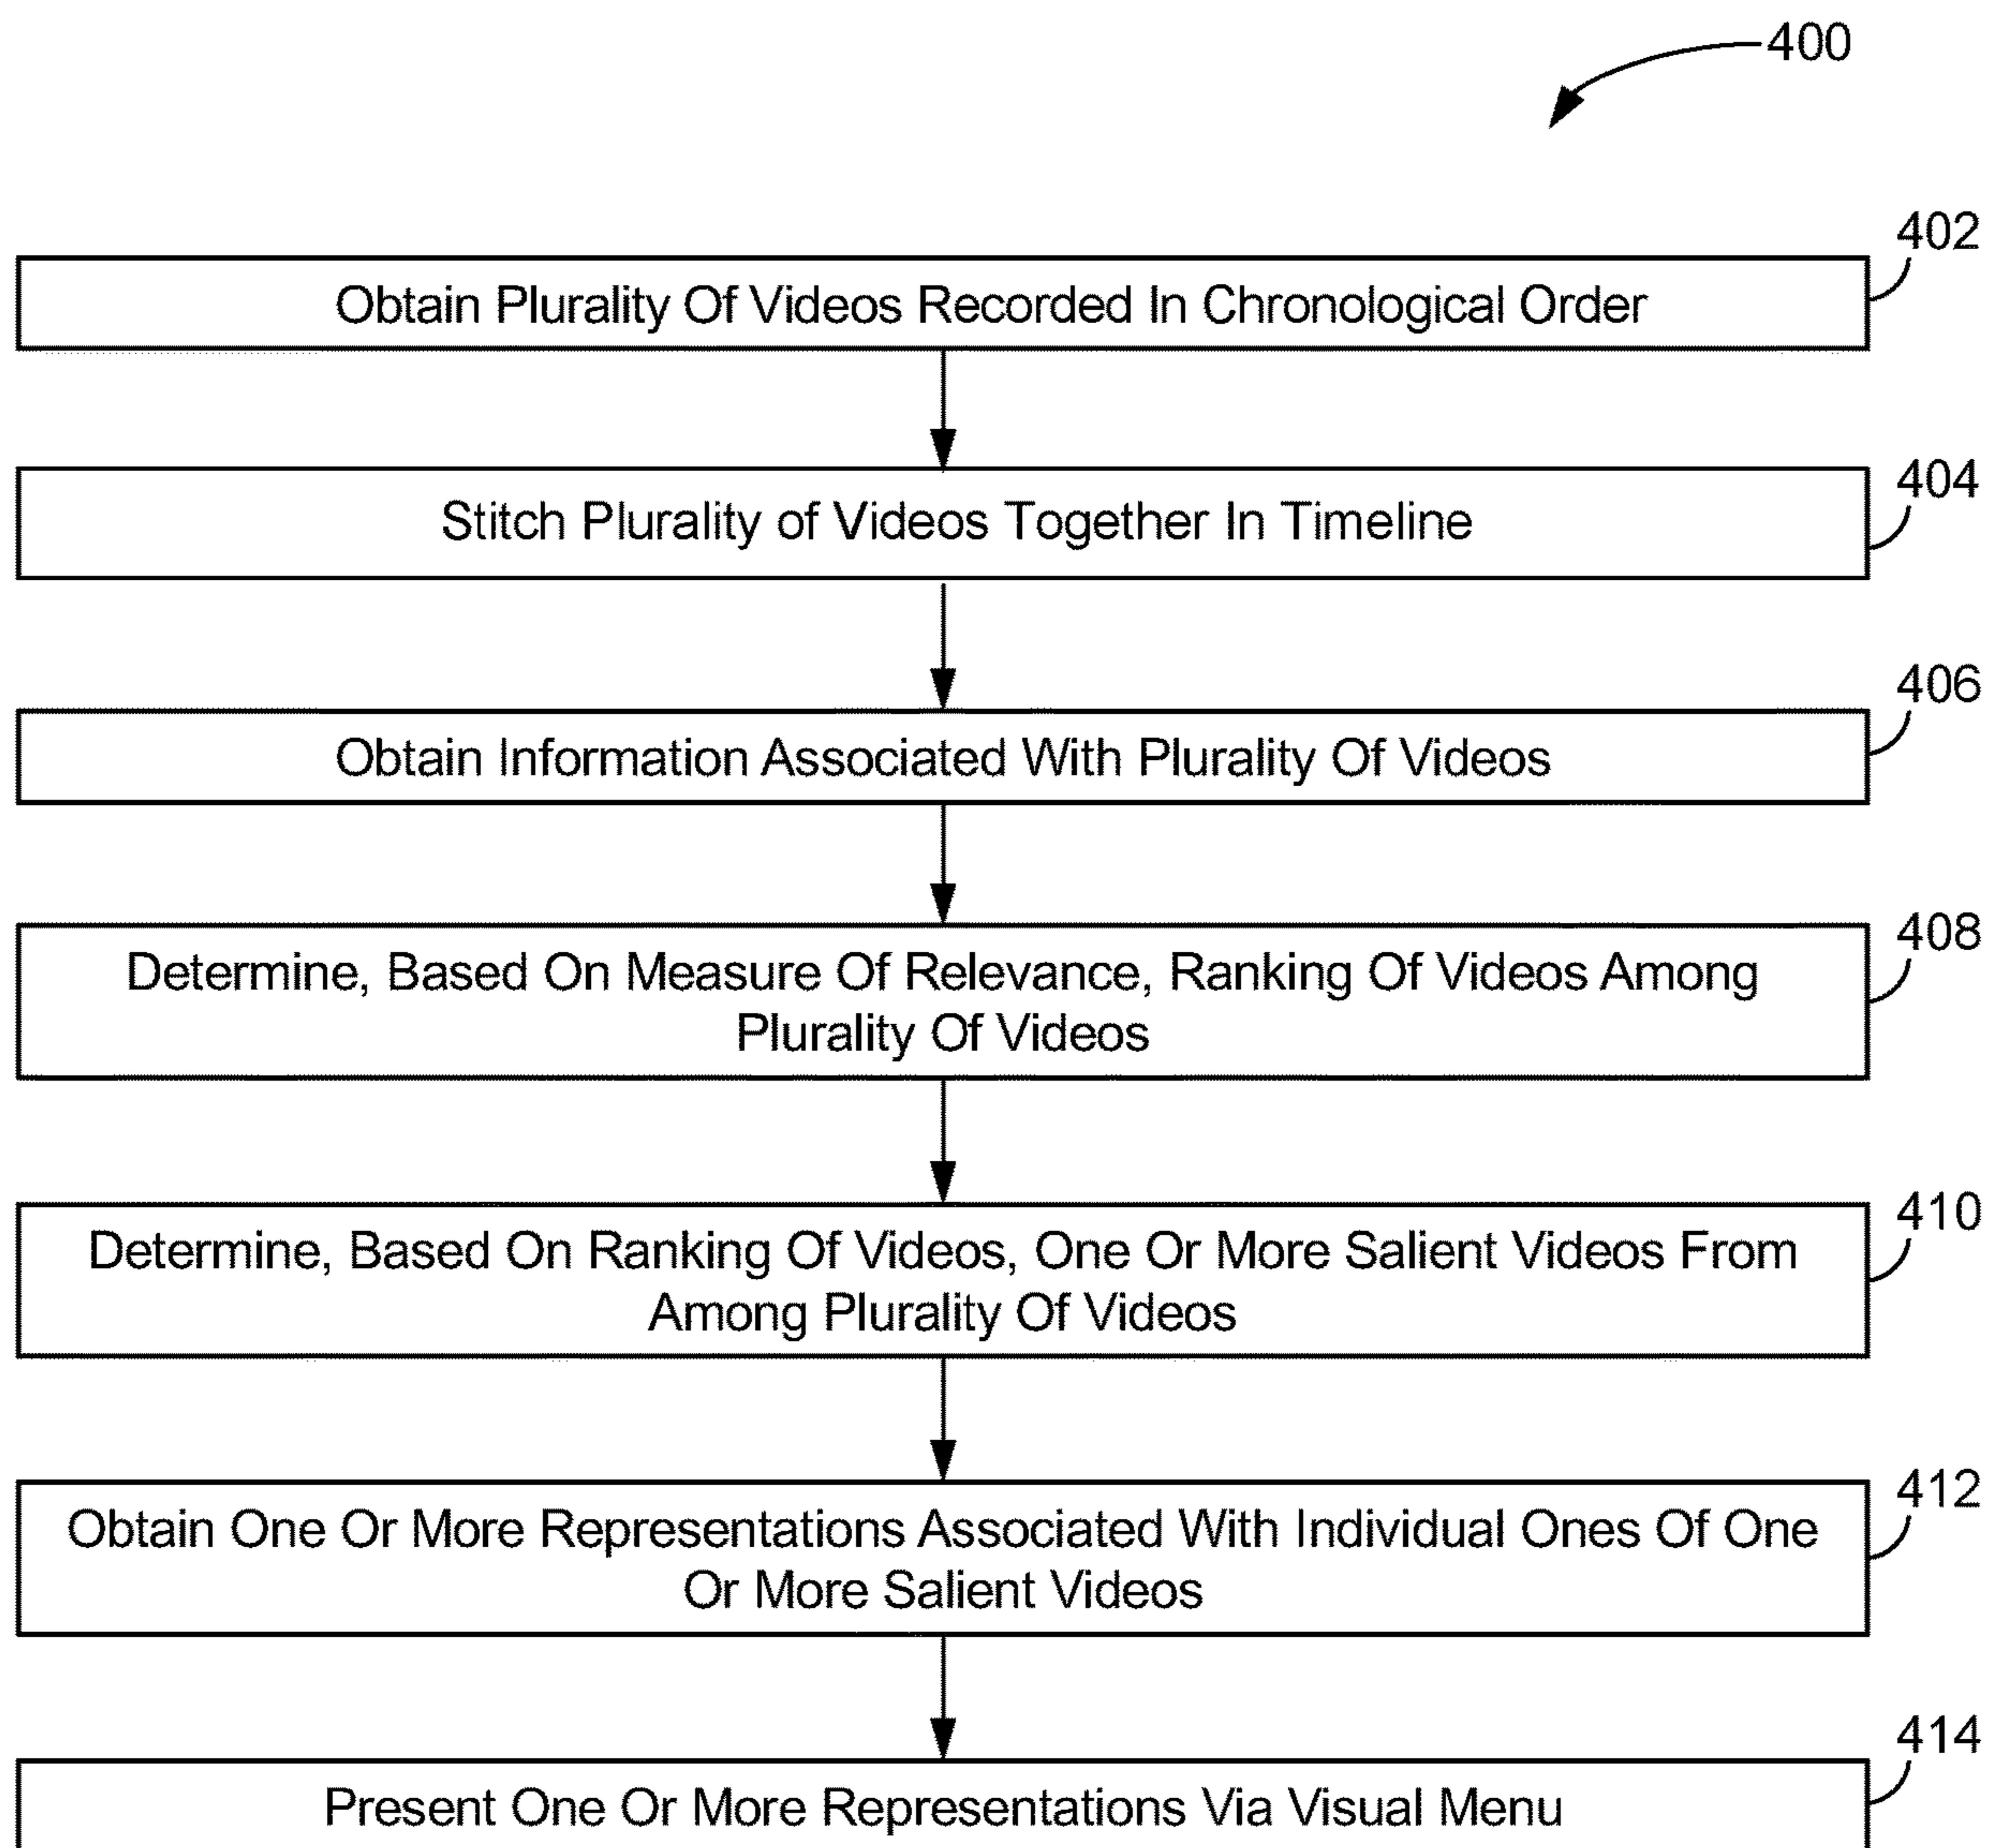 400
402
Obtain Plurality Of Videos Recorded In Chronological Order
404
Stitch Plurality of Videos Together In Timeline
406
Obtain Information Associated With Plurality Of Videos
408
Determine, Based On Measure Of Relevance, Ranking Of Videos Among
Plurality Of Videos
410
Determine, Based On Ranking Of Videos, One Or More Salient Videos From
Among Plurality Of Videos
412
Obtain One Or More Representations Associated With Individual Ones Of One
Or More Salient Videos
414
Present One Or More Representations Via Visual Menu